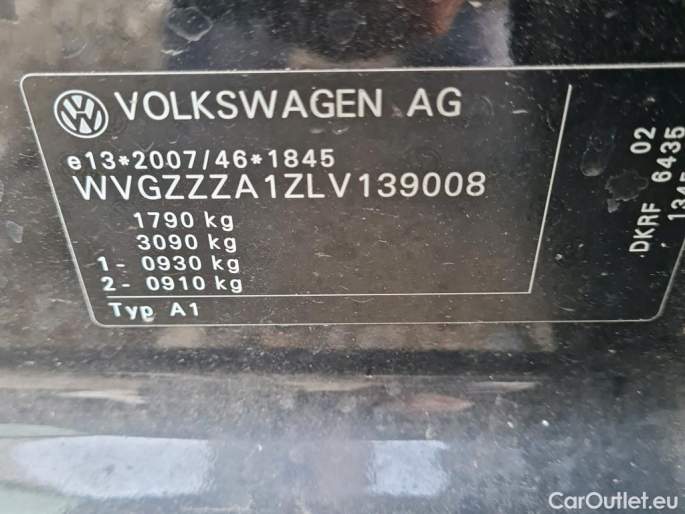 VOLKSWAGEN AG
e13*2007/46*1845
WVGZZZA1ZLV139008
1790 kg
3090 kg
1- 0930 kg
2- 0910 kg
Typ A1
02
DKRF 6435
CarOutlet.eu